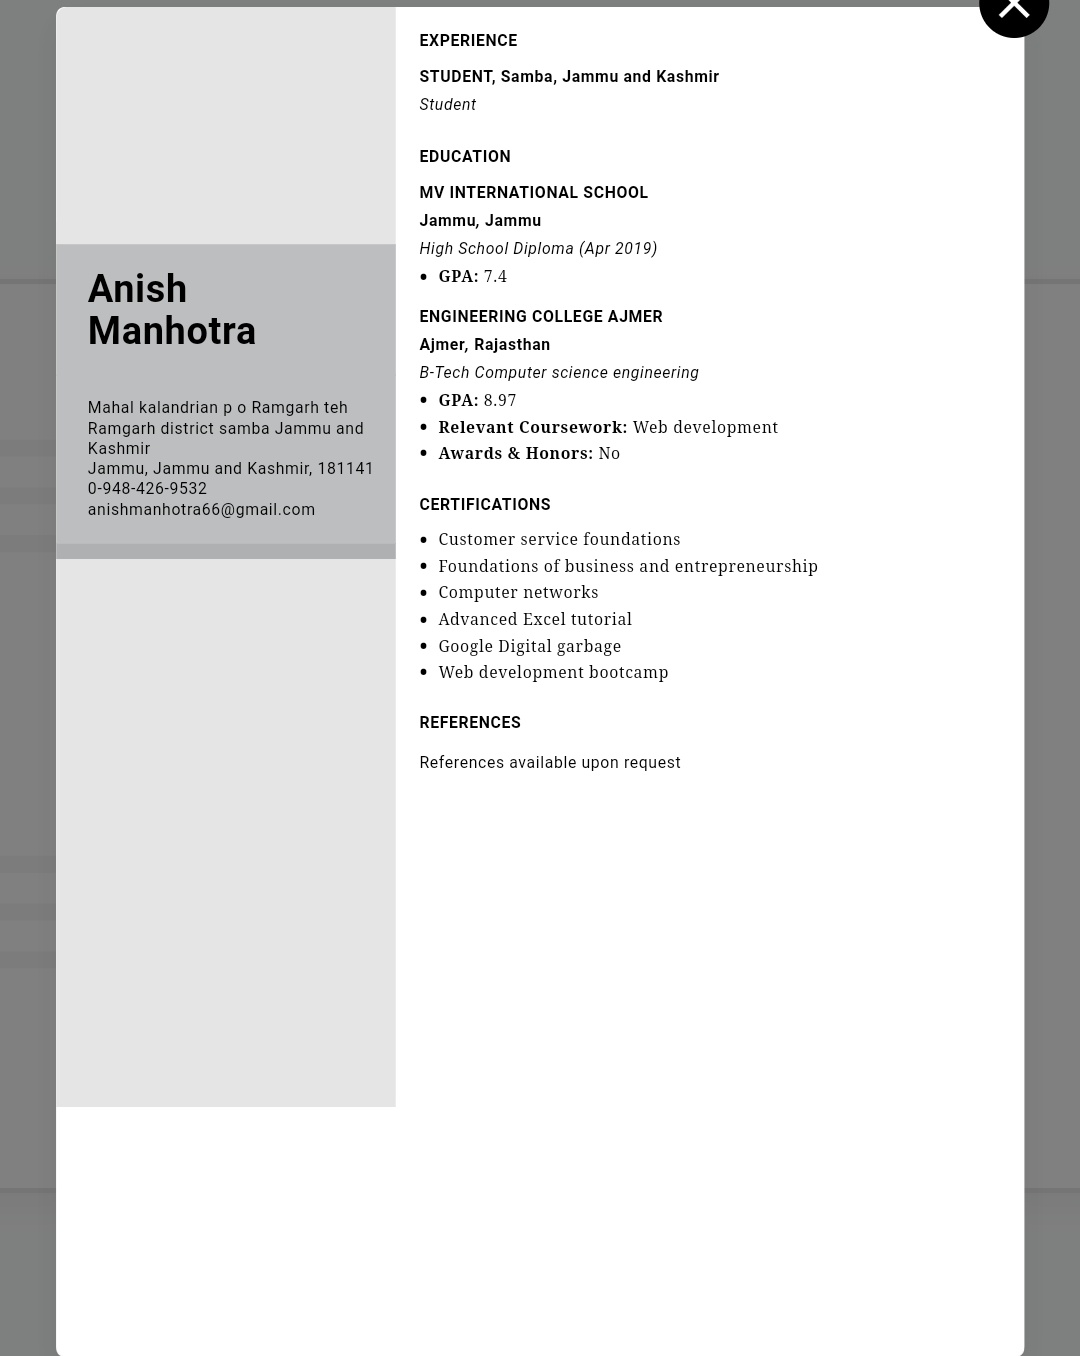 Anish
Manhotra
Mahal kalandrian p o Ramgarh teh
Ramgarh district samba Jammu and
Kashmir
Jammu, Jammu and Kashmir, 181141
0-948-426-9532
anishmanhotra66@gmail.com
EXPERIENCE
STUDENT, Samba, Jammu and Kashmir
Student
EDUCATION
MV INTERNATIONAL SCHOOL
Jammu, Jammu
High School Diploma (Apr 2019)
• GPA: 7.4
ENGINEERING COLLEGE AJMER
Ajmer, Rajasthan
B-Tech Computer science engineering
• GPA: 8.97
• Relevant Coursework: Web development
• Awards & Honors: No
CERTIFICATIONS
• Customer service foundations
• Foundations of business and entrepreneurship
• Computer networks
• Advanced Excel tutorial
• Google Digital garbage
• Web development bootcamp
REFERENCES
References available upon request